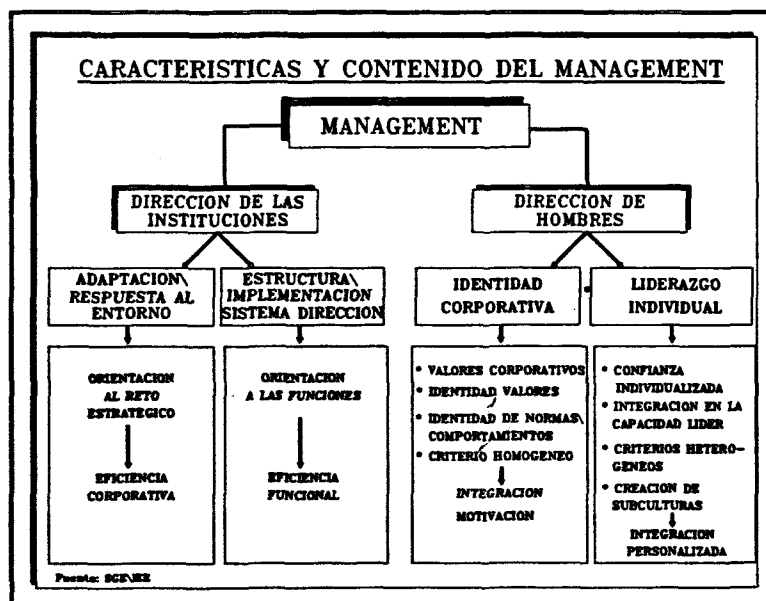 CARACTERISTICAS Y CONTENIDO DEL MANAGEMENT
MANAGEMENT
DIRECCION DE LAS
INSTITUCIONES
DIRECCION DE
HOMBRES
ADAPTACION\
RESPUESTA AL
ENTORNO
ESTRUCTURA\
IMPLEMENTACION
SISTEMA DIRECCION
IDENTIDAD
CORPORATIVA
LIDERAZGO
INDIVIDUAL
ORIENTACION
AL RETO
ESTRATEGICO
EFICIENCIA
CORPORATIVA
ORIENTACION
A LAS FUNCIONES
EFICIENCIA
FUNCIONAL
• VALORES CORPORATIVOS
• IDENTIDAD VALORES
• IDENTIDAD DE NORMAS\
COMPORTAMIENTOS
• CRITERIO HOMOGENEO
INTEGRACION
MOTIVACION
• CONFIANZA
INDIVIDUALIZADA
• INTEGRACION EN LA
CAPACIDAD LIDER
• CRITERIOS HETERO-
GENEOS
• CREACION DE
SUBCULTURAS
INTEGRACION
PERSONALIZADA
Fuente: